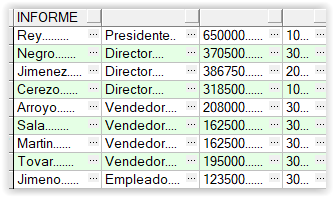 INFORME
Rey......... Presidente.. 650000...... 10...
Negro....... Director.... 370500...... 30...
Jimenez..... Director.... 386750...... 20...
Cerezo...... Director.... 318500...... 10...
Arroyo...... Vendedor.... 208000...... 30...
Sala........ Vendedor.... 162500...... 30...
Martin...... Vendedor.... 162500...... 30...
Tovar....... Vendedor.... 195000...... 30...
Jimeno...... Empleado.... 123500...... 30...